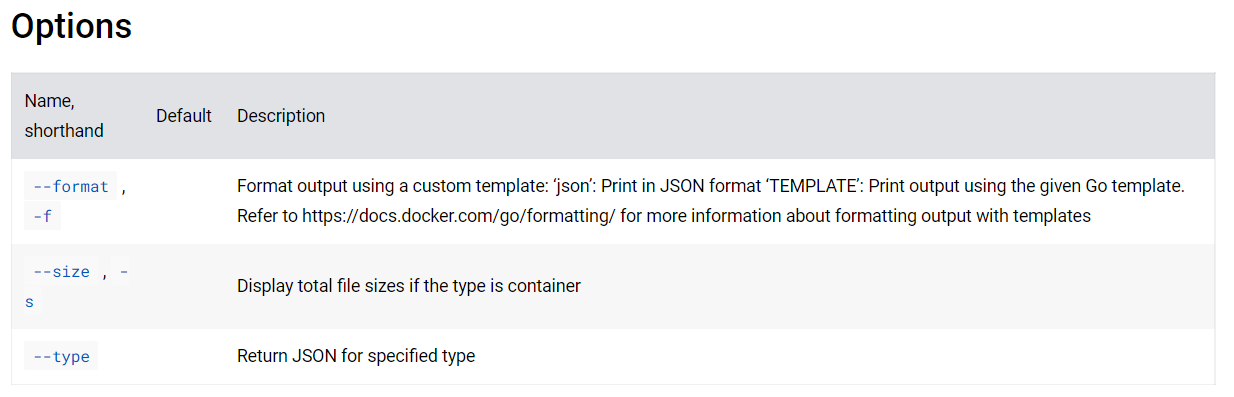 Options
Name,
shorthand
Default
Description
--format ,
-f
Format output using a custom template: ‘json’: Print in JSON format ‘TEMPLATE’: Print output using the given Go template.
Refer to https://docs.docker.com/go/formatting/ for more information about formatting output with templates
--size , -
s
Display total file sizes if the type is container
--type
Return JSON for specified type